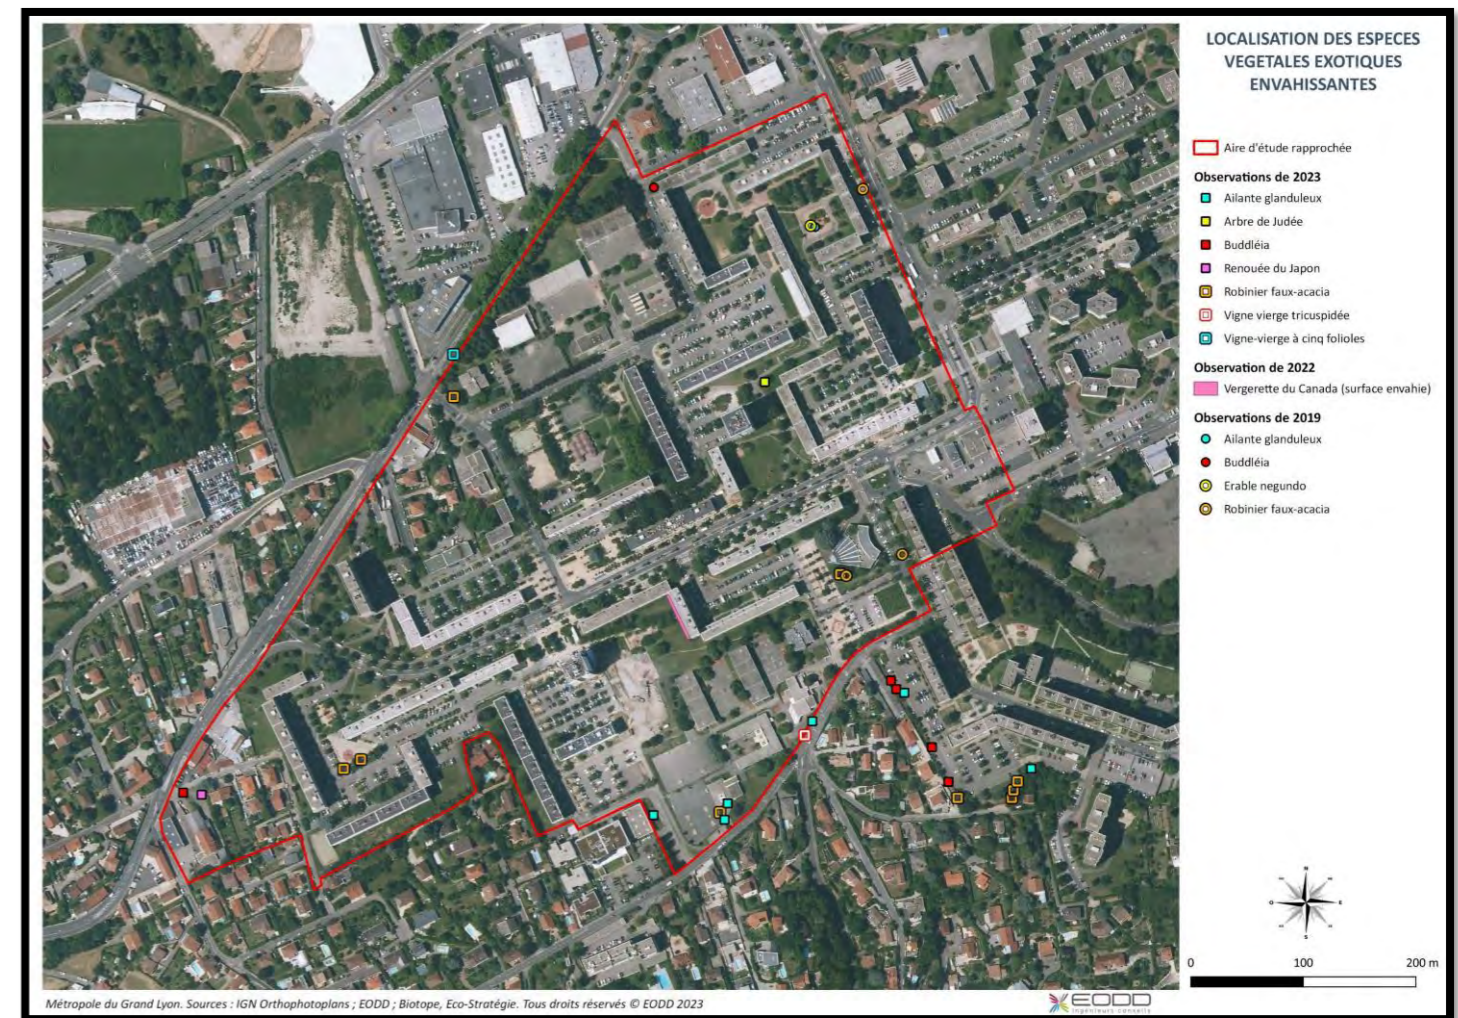 LOCALISATION DES ESPECES
VEGETALES EXOTIQUES
ENVAHISSANTES
Aire d'étude rapprochée
Observations de 2023
Ailante glanduleux
Arbre de Judée
Buddléia
Renouée du Japon
Robinier faux-acacia
Vigne vierge tricuspidée
Vigne-vierge à cinq folioles
Observation de 2022
Vergerette du Canada (surface envahie)
Observations de 2019
Ailante glanduleux
Buddléia
Erable negundo
Robinier faux-acacia
N
O
E
S
0 100 200 m
Métropole du Grand Lyon. Sources : IGN Orthophotoplans ; EODD ; Biotope, Eco-Stratégie. Tous droits réservés © EODD 2023
EODD
ingénieurs conseils